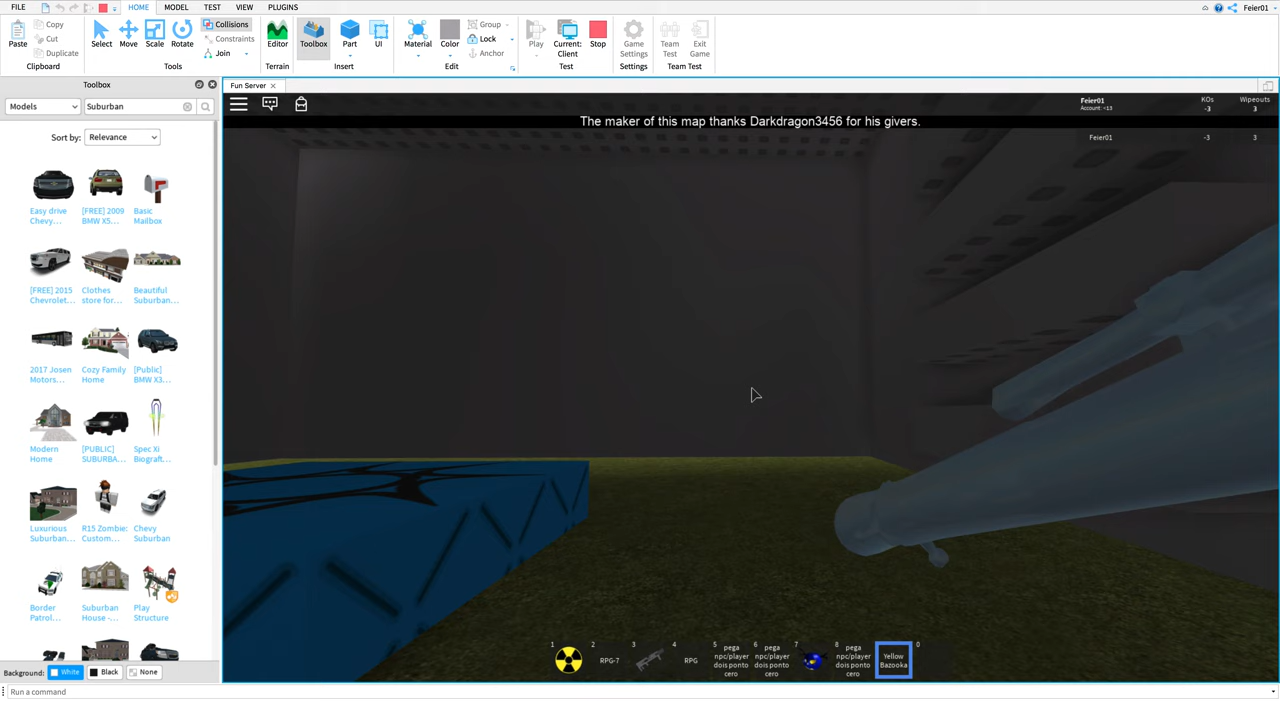 FILE HOME MODEL TEST VIEW PLUGINS Feier01
Copy
Cut
Duplicate
Paste
Clipboard
Select Move Scale Rotate
Collisions
Constraints
Join
Tools
Editor
Terrain
Toolbox Part UI
Insert
Material Color
Group
Lock
Anchor
Edit
Play Current: Client Stop
Test
Game Settings
Settings
Team Test Exit Game
Team Test
Toolbox
Models Suburban
Sort by: Relevance
Easy drive Chevy...
[FREE] 2009 BMW X5...
Basic Mailbox
[FREE] 2015 Chevrolet...
Clothes store for...
Beautiful Suburban...
2017 Josen Motors...
Cozy Family Home
[Public] BMW X3,...
Modern Home
[PUBLIC] SUBURBA...
Spec Xi Biograft...
Luxurious Suburban...
R15 Zombie: Custom...
Chevy Suburban
Border Patrol...
Suburban House -...
Play Structure
Background: White Black None
Run a command
Fun Server
Feier01
Account: <13
KOs
-3
Wipeouts
3
The maker of this map thanks Darkdragon3456 for his givers.
Feier01 -3 3
1
2 RPG-7
3
4 RPG
5 pega npc/player dois ponto cero
6 pega npc/player dois ponto cero
7
8 pega npc/player dois ponto cero
Yellow Bazooka
0